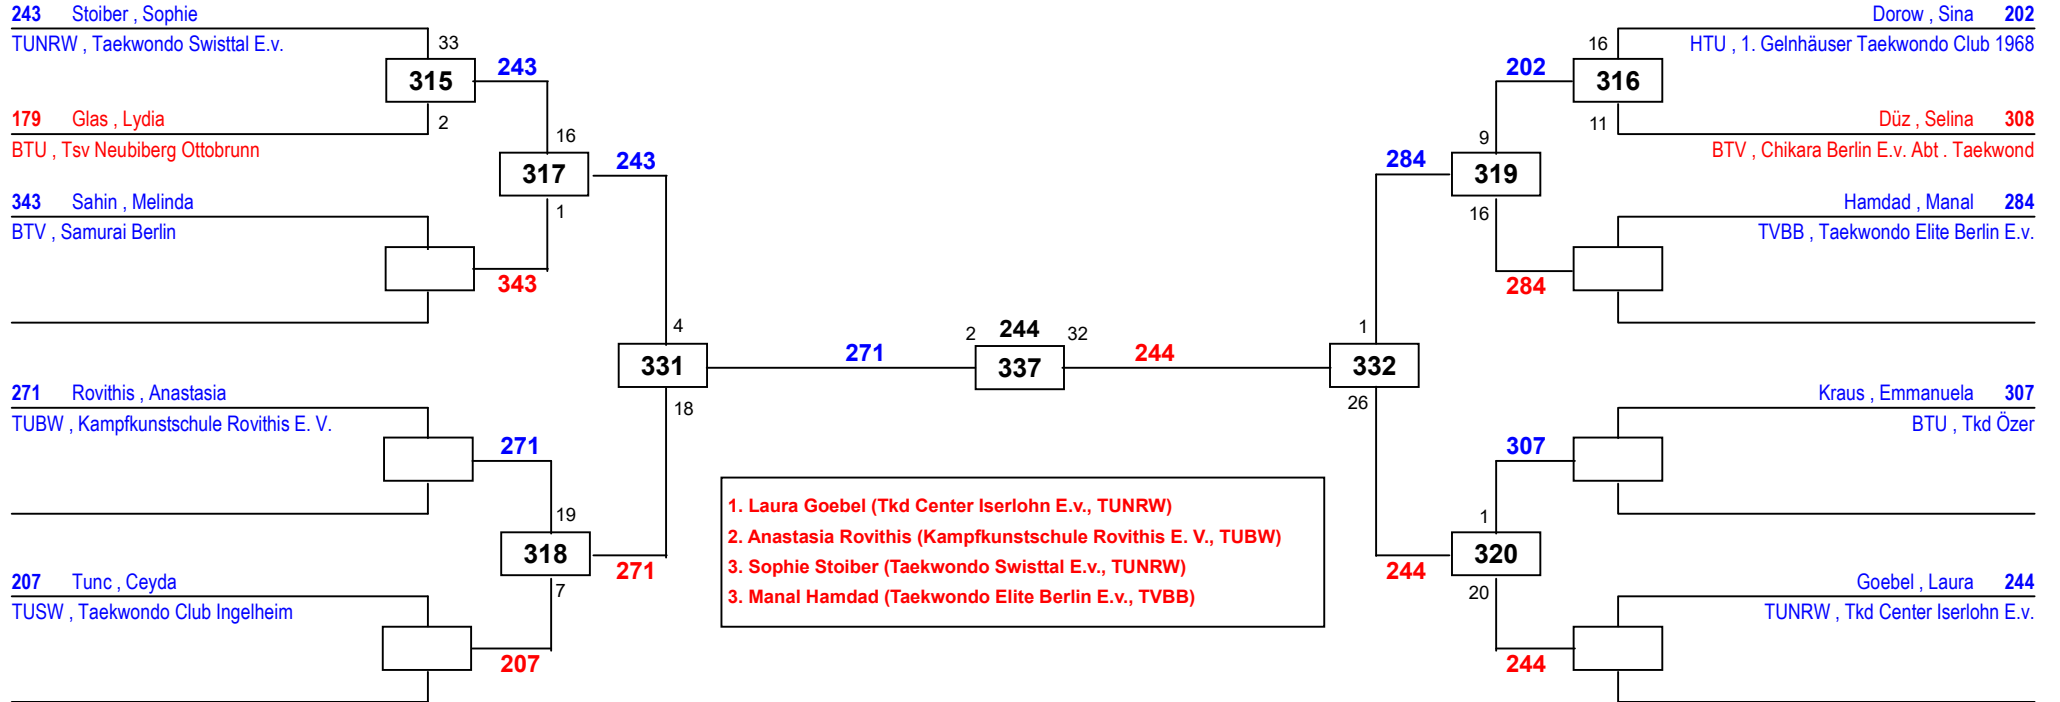 243 Stoiber , Sophie
TUNRW , Taekwondo Swisttal E.v.
33
315
243
2
179 Glas , Lydia
BTU , Tsv Neubiberg Ottobrunn
16
317
243
1
343 Sahin , Melinda
BTV , Samurai Berlin
343
4
331
271
18
271 Rovithis , Anastasia
TUBW , Kampfkunstschule Rovithis E. V.
271
19
318
271
7
207 Tunc , Ceyda
TUSW , Taekwondo Club Ingelheim
207
2 244 32
337
244
Dorow , Sina 202
HTU , 1. Gelnhäuser Taekwondo Club 1968
16
202
316
11
Düz , Selina 308
BTV , Chikara Berlin E.v. Abt . Taekwond
9
284
319
16
Hamdad , Manal 284
TVBB , Taekwondo Elite Berlin E.v.
284
1
332
26
Kraus , Emmanuela 307
BTU , Tkd Özer
307
1
320
244
20
Goebel , Laura 244
TUNRW , Tkd Center Iserlohn E.v.
244
1. Laura Goebel (Tkd Center Iserlohn E.v., TUNRW)
2. Anastasia Rovithis (Kampfkunstschule Rovithis E. V., TUBW)
3. Sophie Stoiber (Taekwondo Swisttal E.v., TUNRW)
3. Manal Hamdad (Taekwondo Elite Berlin E.v., TVBB)